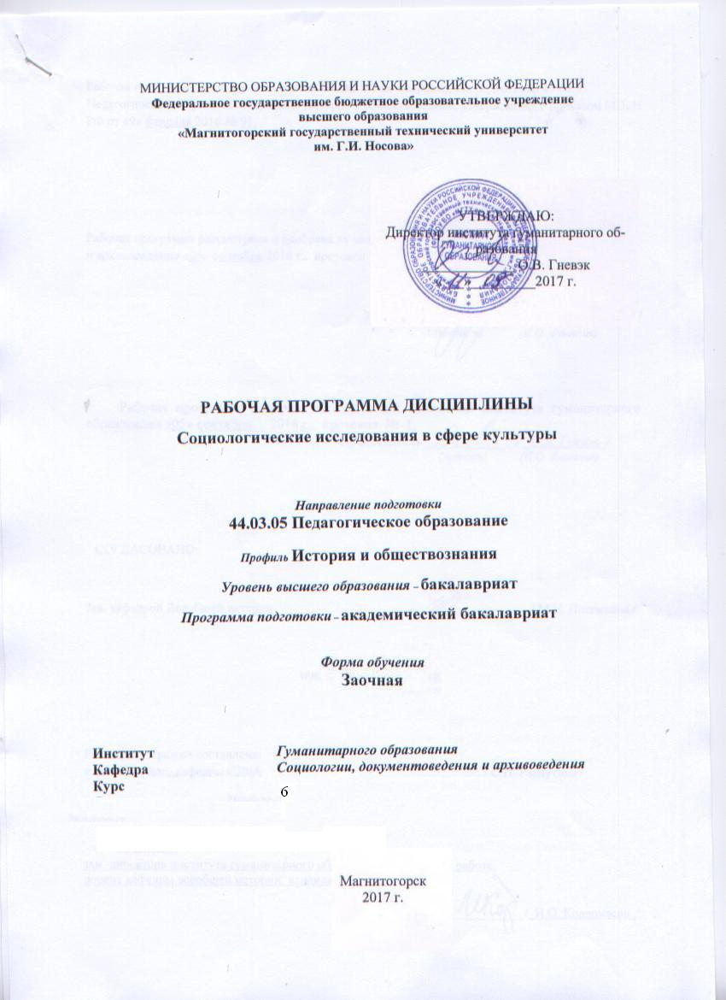 МИНИСТЕРСТВО ОБРАЗОВАНИЯ И НАУКИ РОССИЙСКОЙ ФЕДЕРАЦИИ
Федеральное государственное бюджетное образовательное учреждение
высшего образования
«Магнитогорский государственный технический университет
им. Г.И. Носова»
УТВЕРЖДАЮ:
Директор института гуманитарного об-
разования
О.В. Гневэк
2017 г.
РАБОЧАЯ ПРОГРАММА ДИСЦИПЛИНЫ
Социологические исследования в сфере культуры
Направление подготовки
44.03.05 Педагогическое образование
Профиль История и обществознания
Уровень высшего образования – бакалавриат
Программа подготовки – академический бакалавриат
Форма обучения
Заочная
Институт Гуманитарного образования
Кафедра Социологии, документоведения и архивоведения
Курс 6
Магнитогорск
2017 г.